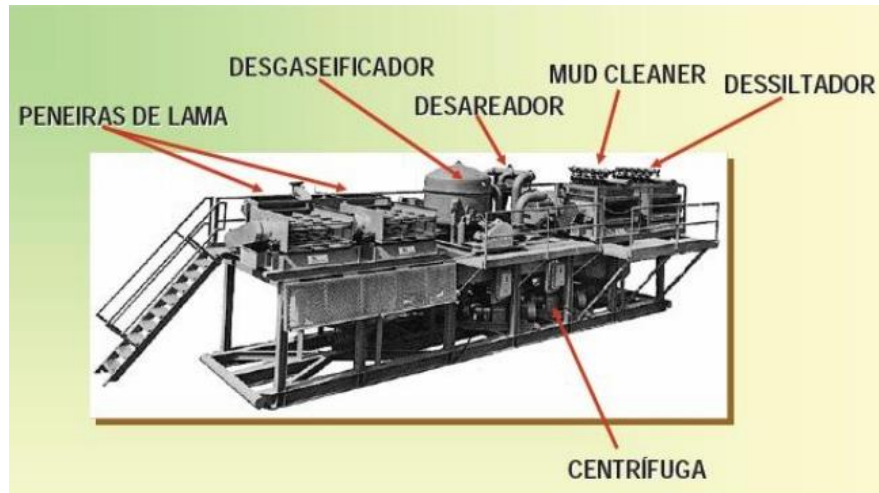 DESGASEIFICADOR
MUD CLEANER
DESSILTADOR
DESAREADOR
PENEIRAS DE LAMA
CENTRÍFUGA